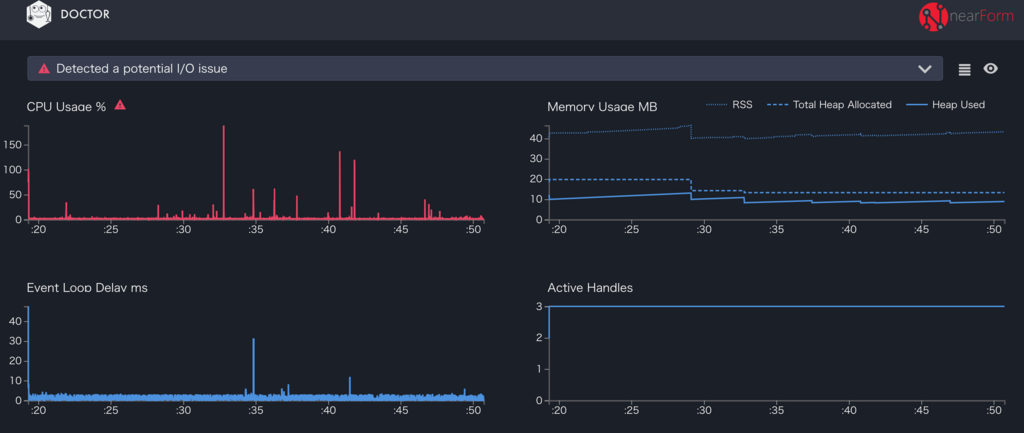 DOCTOR
nearForm
Detected a potential I/O issue
CPU Usage %
150
100
50
0
:20 :25 :30 :35 :40 :45 :50
Memory Usage MB
RSS Total Heap Allocated Heap Used
40
30
20
10
0
:20 :25 :30 :35 :40 :45 :50
Event Loop Delay ms
40
30
20
10
0
:20 :25 :30 :35 :40 :45 :50
Active Handles
3
2
1
0
:20 :25 :30 :35 :40 :45 :50